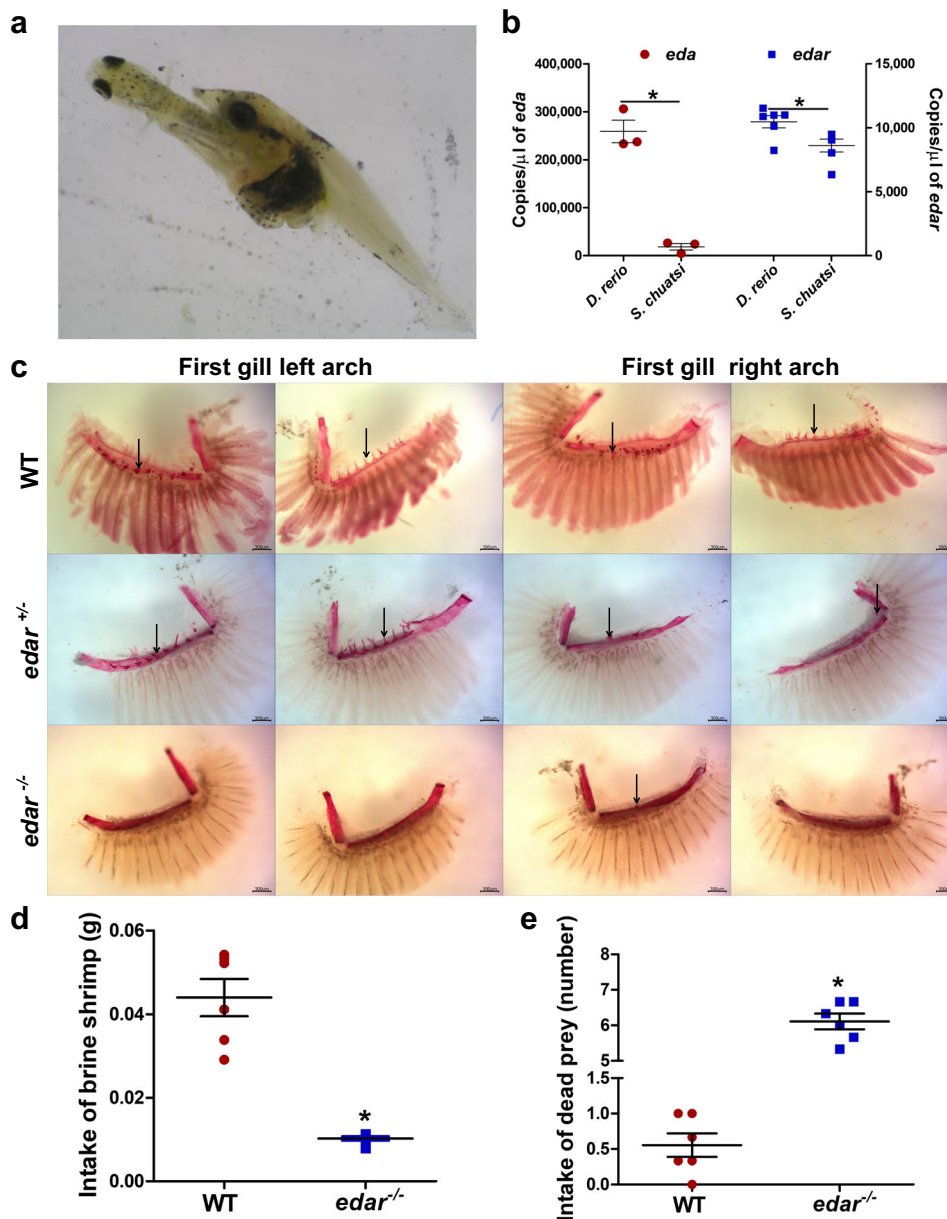 a
b
eda
edar
400,000
300,000
200,000
100,000
0
Copies/μl of eda
15,000
10,000
5,000
0
Copies/μl of edar
*
*
D. rerio
S. chuatsi
D. rerio
S. chuatsi
c
First gill left arch
First gill right arch
WT
edar +/-
edar -/-
d
Intake of brine shrimp (g)
0.06
0.04
0.02
0.00
*
WT
edar-/-
e
Intake of dead prey (number)
8
7
6
5
1.5
1.0
0.5
0.0
*
WT
edar-/-